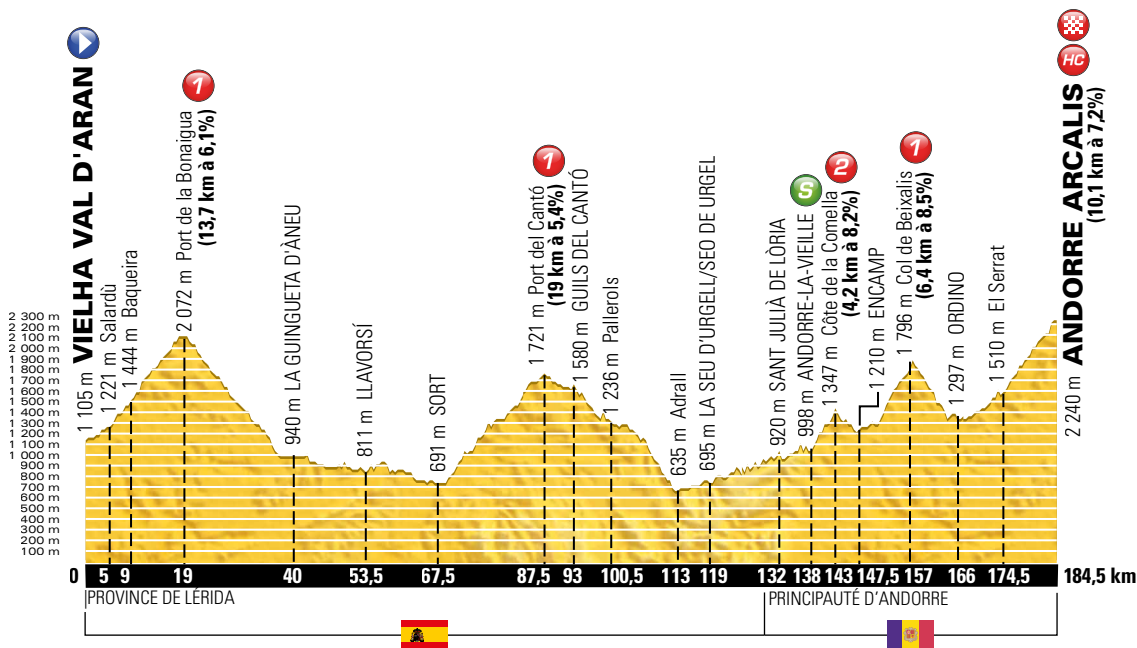 VIELHA VAL D'ARAN
1 105 m
1 221 m Salardù
1 444 m Baqueira
1
2 072 m Port de la Bonaigua
(13,7 km à 6,1%)
940 m LA GUINGUETA D'ÀNEU
811 m LLAVORSÍ
691 m SORT
1
1 721 m Port del Cantó
(19 km à 5,4%)
1 580 m GUILS DEL CANTÓ
1 236 m Pallerols
635 m Adrall
695 m LA SEU D'URGELL/SEO DE URGEL
920 m SANT JULIÀ DE LÒRIA
S
998 m ANDORRE-LA-VIEILLE
2
1 347 m Côte de la Comella
(4,2 km à 8,2%)
1 210 m ENCAMP
1
1 796 m Col de Beixalis
(6,4 km à 8,5%)
1 297 m ORDINO
1 510 m El Serrat
HC
2 240 m ANDORRE ARCALIS
(10,1 km à 7,2%)
2 300 m
2 200 m
2 100 m
2 000 m
1 900 m
1 800 m
1 700 m
1 600 m
1 500 m
1 400 m
1 300 m
1 200 m
1 100 m
1 000 m
900 m
800 m
700 m
600 m
500 m
400 m
300 m
200 m
100 m
0 5 9 19 40 53,5 67,5 87,5 93 100,5 113 119 132 138 143 147,5 157 166 174,5 184,5 km
PROVINCE DE LÉRIDA
PRINCIPAUTÉ D'ANDORRE